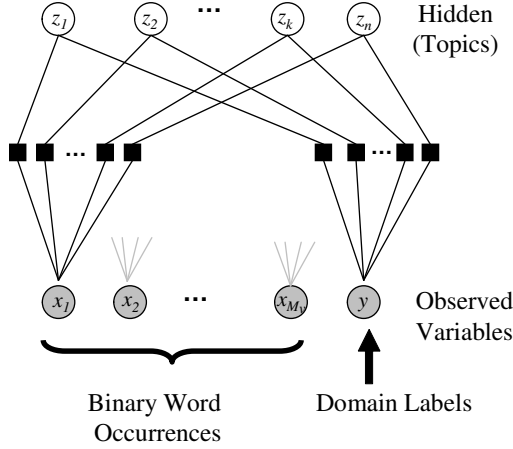 z1 z2 ... zk zn Hidden
(Topics)
... ...
x1 x2 ... xMv y Observed
Variables
Binary Word Domain Labels
Occurrences